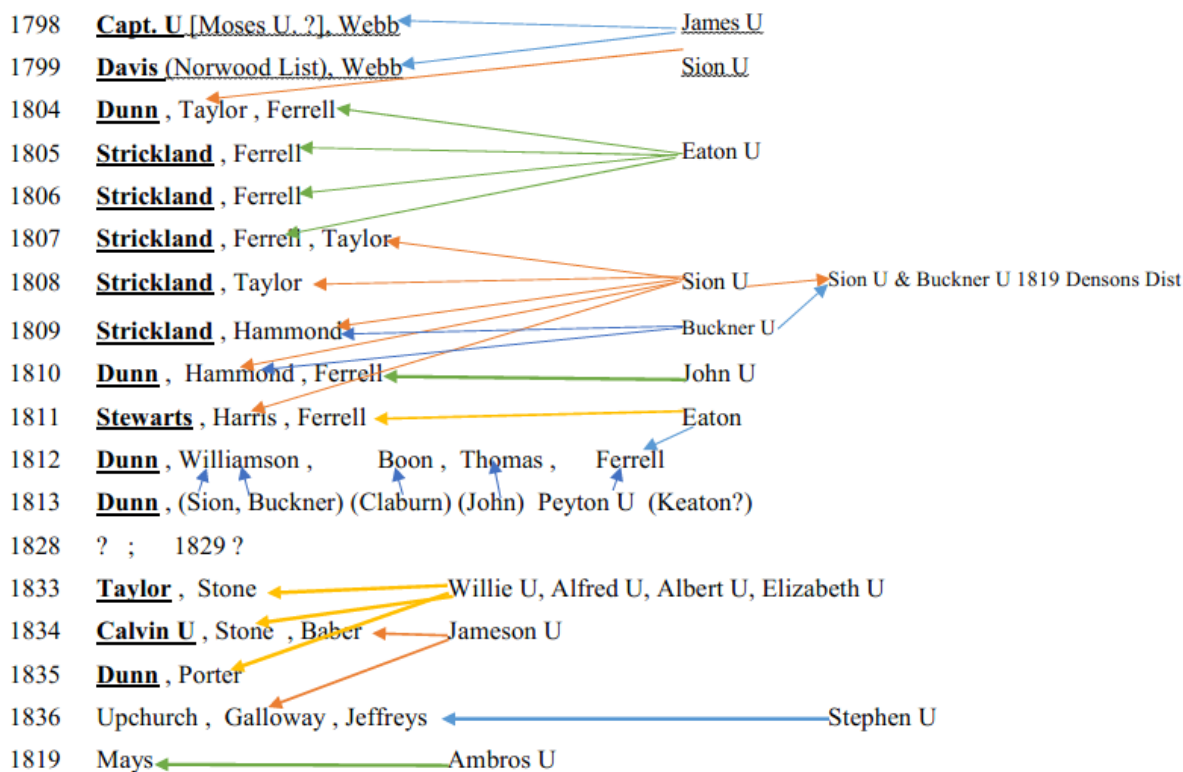 1798 Capt. U [Moses U. ?], Webb James U
1799 Davis (Norwood List), Webb Sion U
1804 Dunn , Taylor , Ferrell
1805 Strickland , Ferrell Eaton U
1806 Strickland , Ferrell
1807 Strickland , Ferrell , Taylor
1808 Strickland , Taylor Sion U Sion U & Buckner U 1819 Densons Dist
1809 Strickland , Hammond Buckner U
1810 Dunn , Hammond , Ferrell John U
1811 Stewarts , Harris , Ferrell Eaton
1812 Dunn , Williamson , Boon , Thomas , Ferrell
1813 Dunn , (Sion, Buckner) (Claburn) (John) Peyton U (Keaton?)
1828 ? ; 1829 ?
1833 Taylor , Stone Willie U, Alfred U, Albert U, Elizabeth U
1834 Calvin U , Stone , Baber Jameson U
1835 Dunn , Porter
1836 Upchurch , Galloway , Jeffreys Stephen U
1819 Mays Ambros U